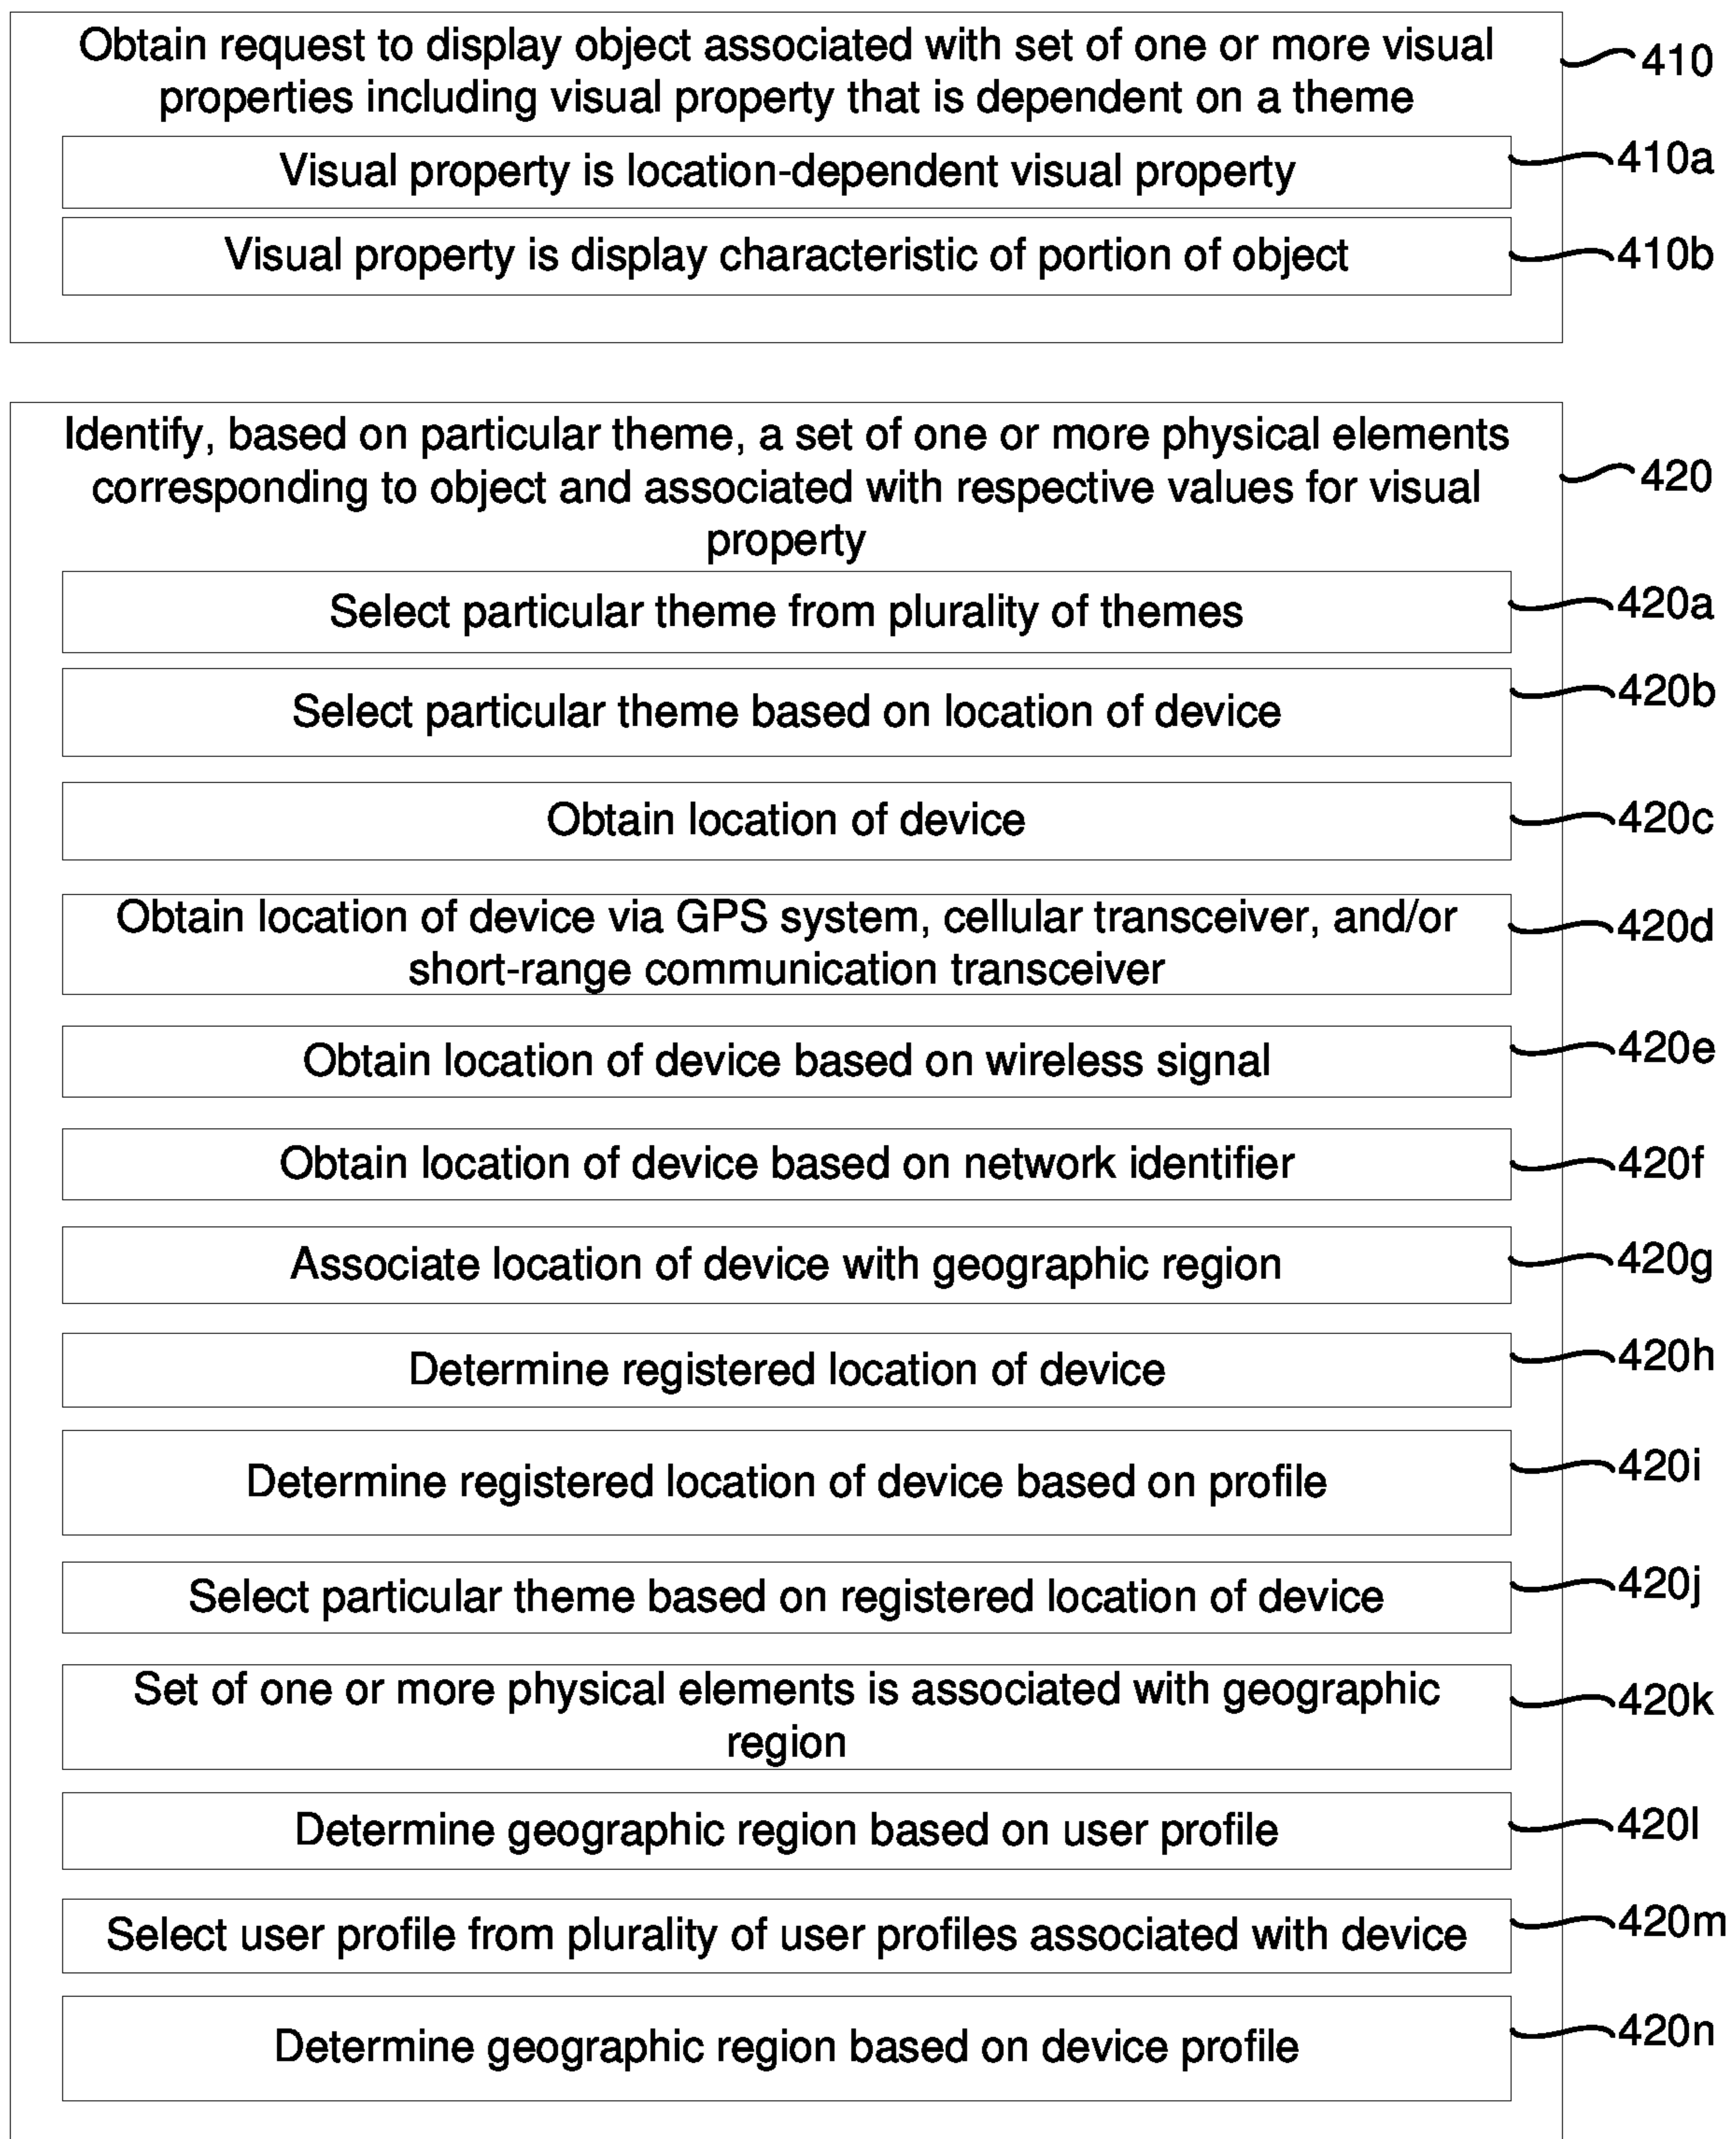 Obtain request to display object associated with set of one or more visual
properties including visual property that is dependent on a theme
410
Visual property is location-dependent visual property
410a
Visual property is display characteristic of portion of object
410b
Identify, based on particular theme, a set of one or more physical elements
corresponding to object and associated with respective values for visual
property
420
Select particular theme from plurality of themes
420a
Select particular theme based on location of device
420b
Obtain location of device
420c
Obtain location of device via GPS system, cellular transceiver, and/or
short-range communication transceiver
420d
Obtain location of device based on wireless signal
420e
Obtain location of device based on network identifier
420f
Associate location of device with geographic region
420g
Determine registered location of device
420h
Determine registered location of device based on profile
420i
Select particular theme based on registered location of device
420j
Set of one or more physical elements is associated with geographic
region
420k
Determine geographic region based on user profile
420l
Select user profile from plurality of user profiles associated with device
420m
Determine geographic region based on device profile
420n